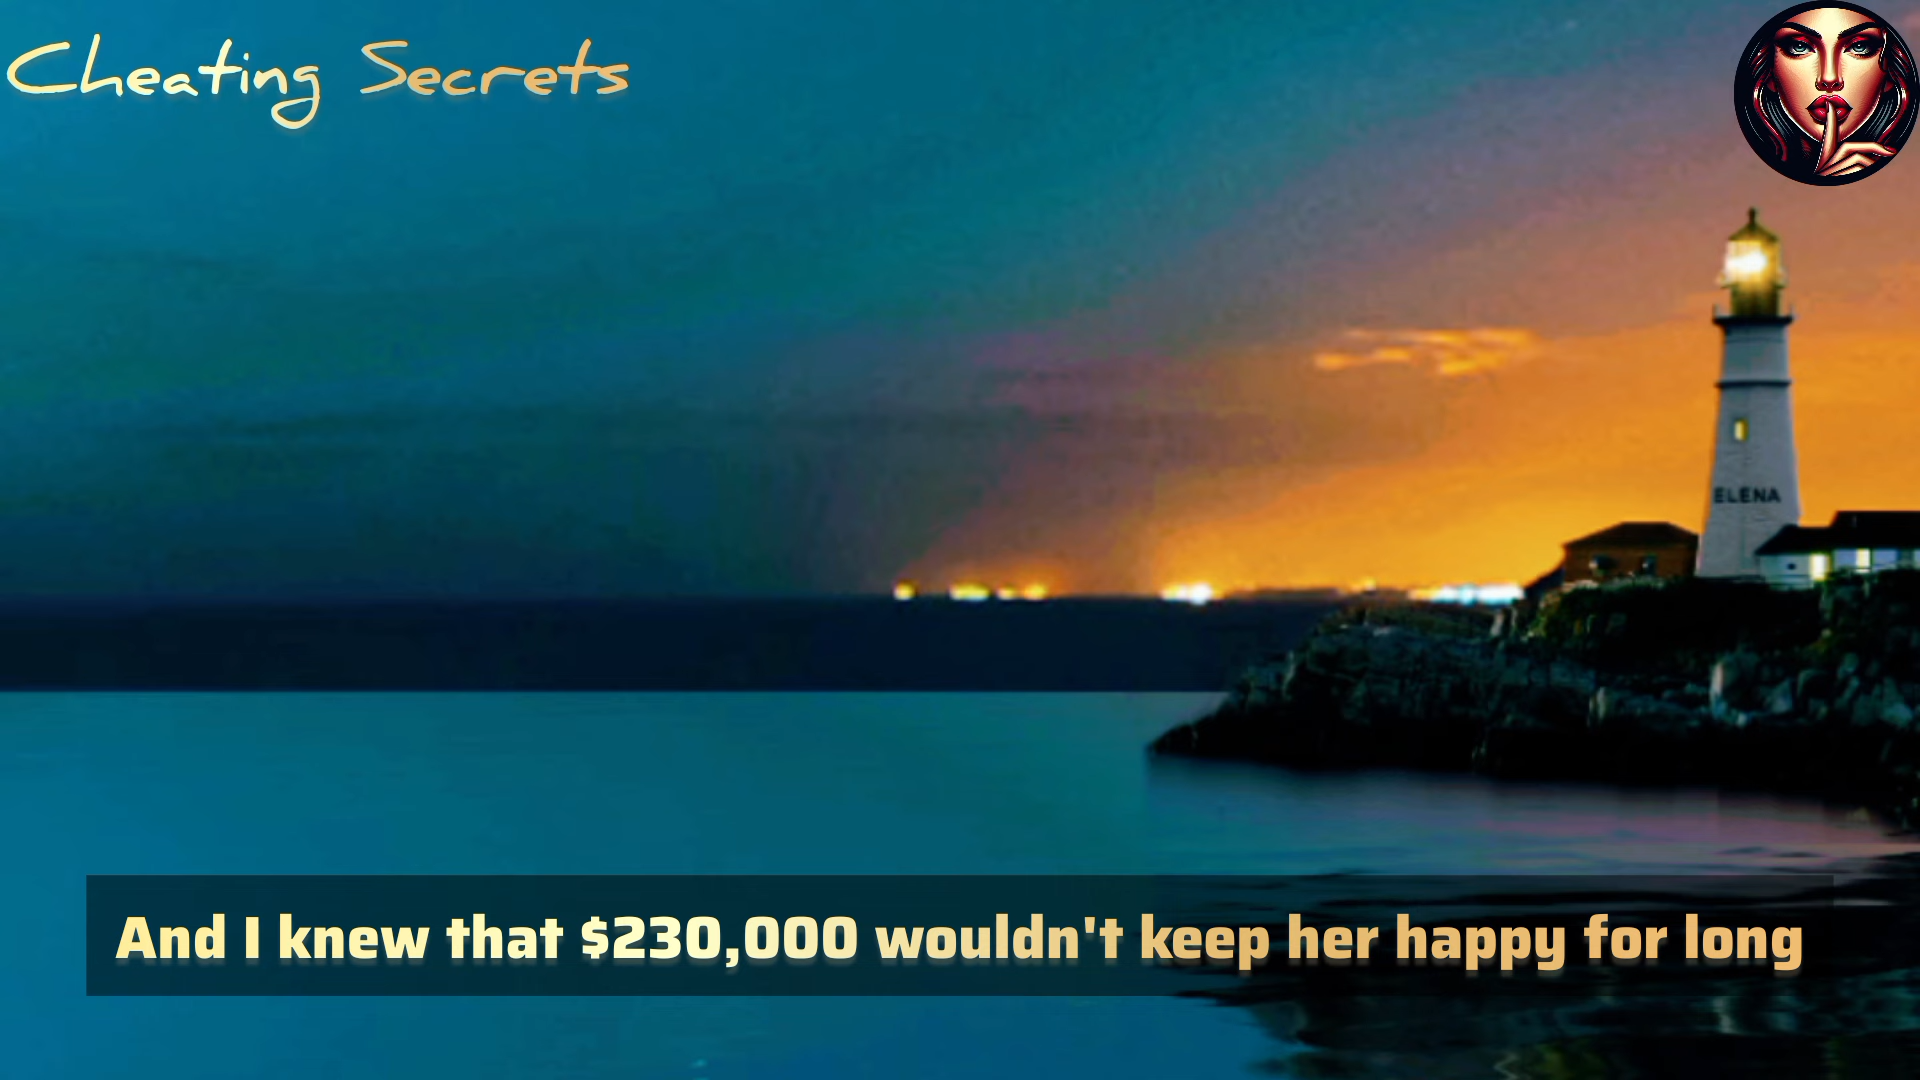 Cheating Secrets
ELENA
And I knew that $230,000 wouldn't keep her happy for long